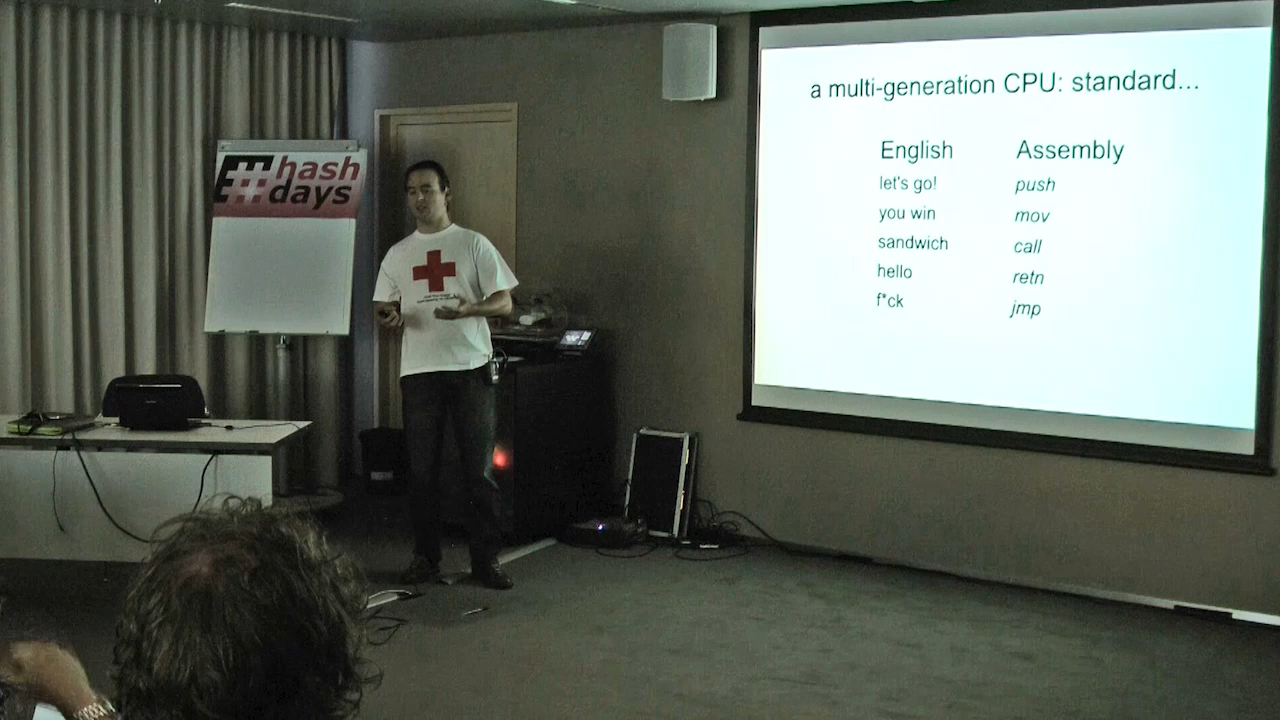 hash
days
a multi-generation CPU: standard...
English Assembly
let's go! push
you win mov
sandwich call
hello retn
f*ck jmp